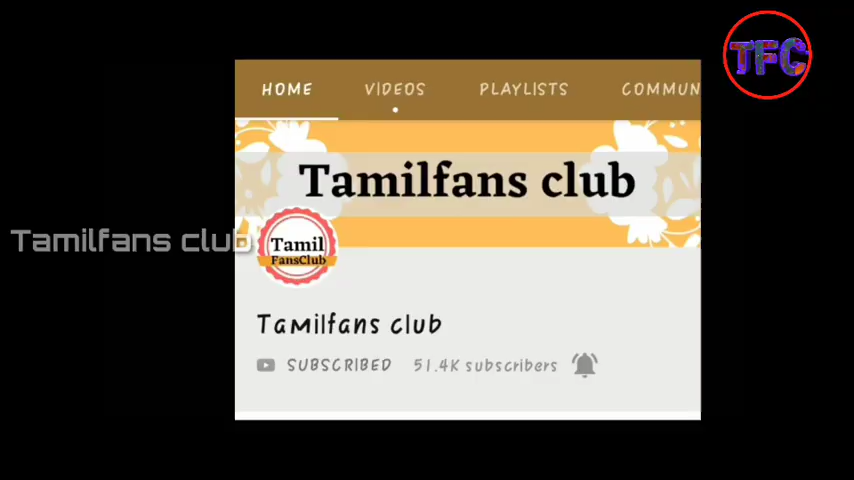 TFC
HOME VIDEOS PLAYLISTS COMMUN
Tamilfans club
Tamilfans club
Tamil
FansClub
Tamilfans club
SUBSCRIBED 51.4K subscribers